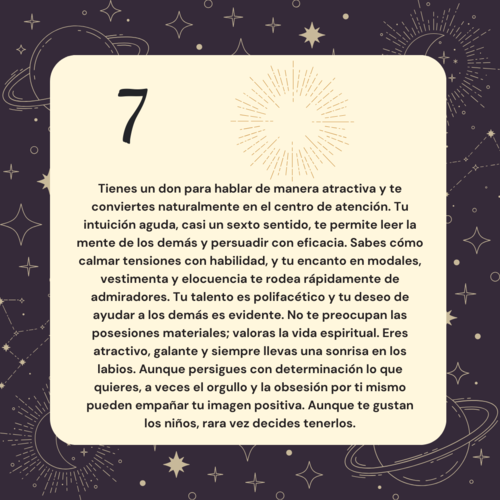 7
Tienes un don para hablar de manera atractiva y te
conviertes naturalmente en el centro de atención. Tu
intuición aguda, casi un sexto sentido, te permite leer la
mente de los demás y persuadir con eficacia. Sabes cómo
calmar tensiones con habilidad, y tu encanto en modales,
vestimenta y elocuencia te rodea rápidamente de
admiradores. Tu talento es polifacético y tu deseo de
ayudar a los demás es evidente. No te preocupan las
posesiones materiales; valoras la vida espiritual. Eres
atractivo, galante y siempre llevas una sonrisa en los
labios. Aunque persigues con determinación lo que
quieres, a veces el orgullo y la obsesión por ti mismo
pueden empañar tu imagen positiva. Aunque te gustan
los niños, rara vez decides tenerlos.